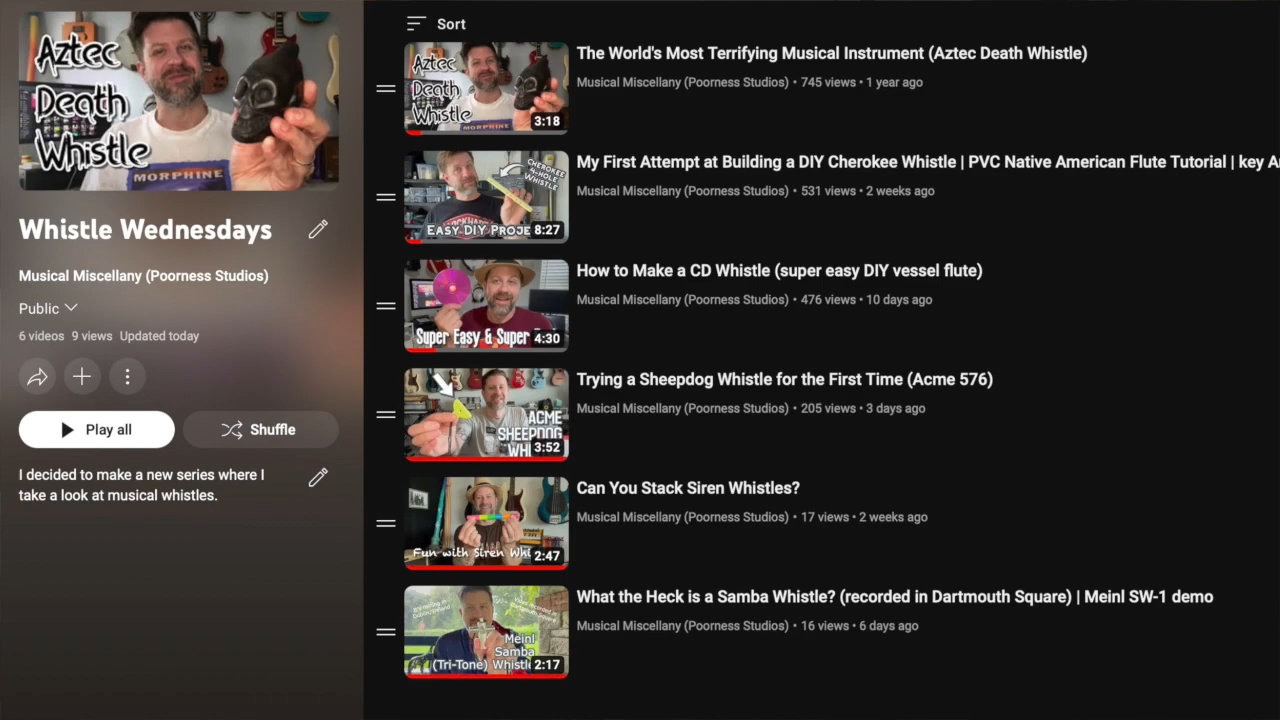 Aztec
Death
Whistle
MORPHINE
Whistle Wednesdays
Musical Miscellany (Poorness Studios)
Public
6 videos 9 views Updated today
Play all
Shuffle
I decided to make a new series where I
take a look at musical whistles.
Sort
Aztec
Death
Whistle
MORPHINE
3:18
The World's Most Terrifying Musical Instrument (Aztec Death Whistle)
Musical Miscellany (Poorness Studios) • 745 views • 1 year ago
CHEROKEE
4-HOLE
WHISTLE
EASY DIY PROJE
8:27
My First Attempt at Building a DIY Cherokee Whistle | PVC Native American Flute Tutorial | key A
Musical Miscellany (Poorness Studios) • 531 views • 2 weeks ago
Super Easy & Super
4:30
How to Make a CD Whistle (super easy DIY vessel flute)
Musical Miscellany (Poorness Studios) • 476 views • 10 days ago
ACME
SHEEPDOG
WHI
3:52
Trying a Sheepdog Whistle for the First Time (Acme 576)
Musical Miscellany (Poorness Studios) • 205 views • 3 days ago
Fun with Siren Whi
2:47
Can You Stack Siren Whistles?
Musical Miscellany (Poorness Studios) • 17 views • 2 weeks ago
Meinl
Samba
(Tri-Tone) Whistle
2:17
What the Heck is a Samba Whistle? (recorded in Dartmouth Square) | Meinl SW-1 demo
Musical Miscellany (Poorness Studios) • 16 views • 6 days ago